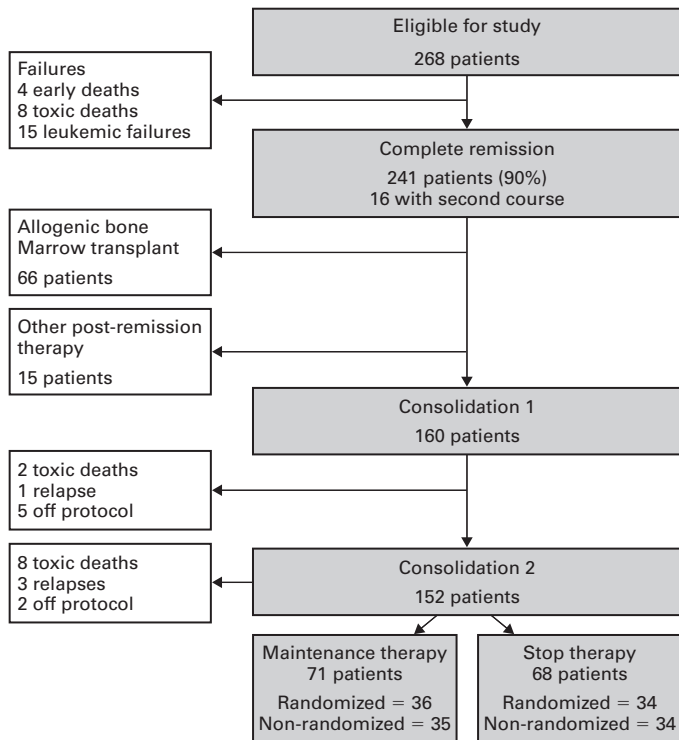 Eligible for study
268 patients
Failures
4 early deaths
8 toxic deaths
15 leukemic failures
Complete remission
241 patients (90%)
16 with second course
Allogenic bone
Marrow transplant
66 patients
Other post-remission
therapy
15 patients
Consolidation 1
160 patients
2 toxic deaths
1 relapse
5 off protocol
8 toxic deaths
3 relapses
2 off protocol
Consolidation 2
152 patients
Maintenance therapy
71 patients
Randomized = 36
Non-randomized = 35
Stop therapy
68 patients
Randomized = 34
Non-randomized = 34